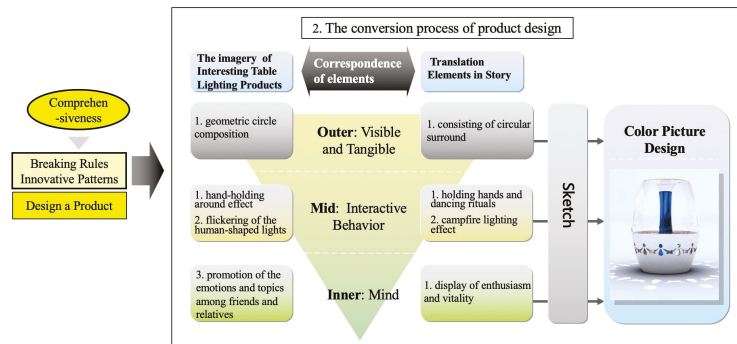 2. The conversion process of product design
The imagery of
Interesting Table
Lighting Products
Correspondence
of elements
Translation
Elements in Story
Comprehen
-siveness
Breaking Rules
Innovative Patterns
Design a Product
1. geometric circle
composition
Outer: Visible
and Tangible
1. consisting of circular
surround
1. hand-holding
around effect
2. flickering of the
human-shaped lights
Mid: Interactive
Behavior
1. holding hands and
dancing rituals
2. campfire lighting
effect
3. promotion of the
emotions and topics
among friends and
relatives
Inner: Mind
1. display of enthusiasm
and vitality
Sketch
Color Picture
Design